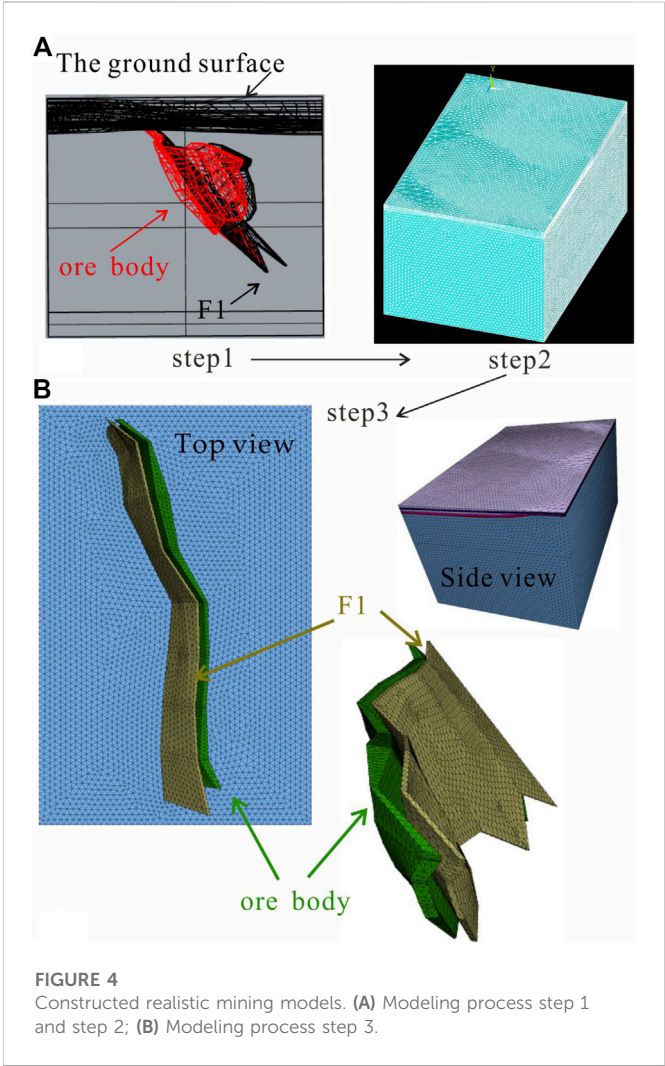 A
The ground surface
ore body
F1
Y
step1
step2
B
step3
Top view
Side view
F1
ore body
FIGURE 4
Constructed realistic mining models. (A) Modeling process step 1
and step 2; (B) Modeling process step 3.